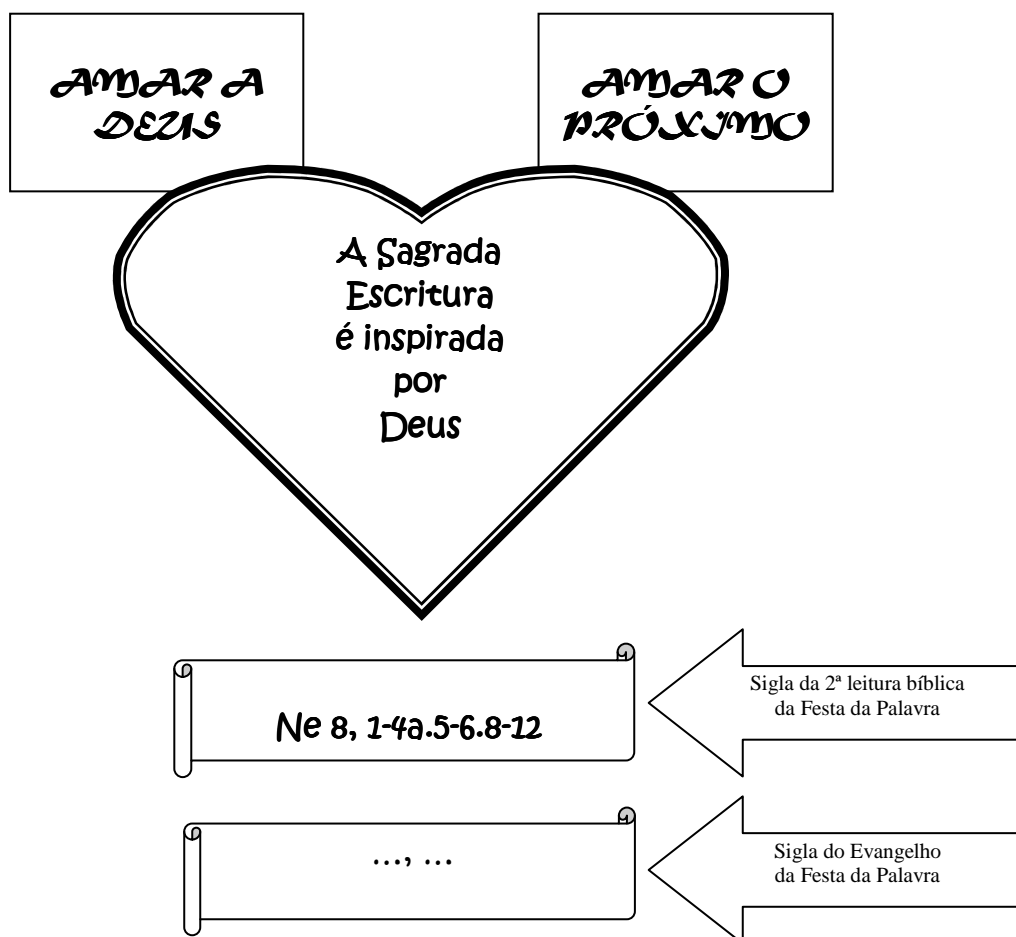 AMAR A
DEUS
AMAR O
PRÓXIMO
A Sagrada
Escritura
é inspirada
por
Deus
Ne 8, 1-4a.5-6.8-12
Sigla da 2ª leitura bíblica
da Festa da Palavra
..., ...
Sigla do Evangelho
da Festa da Palavra